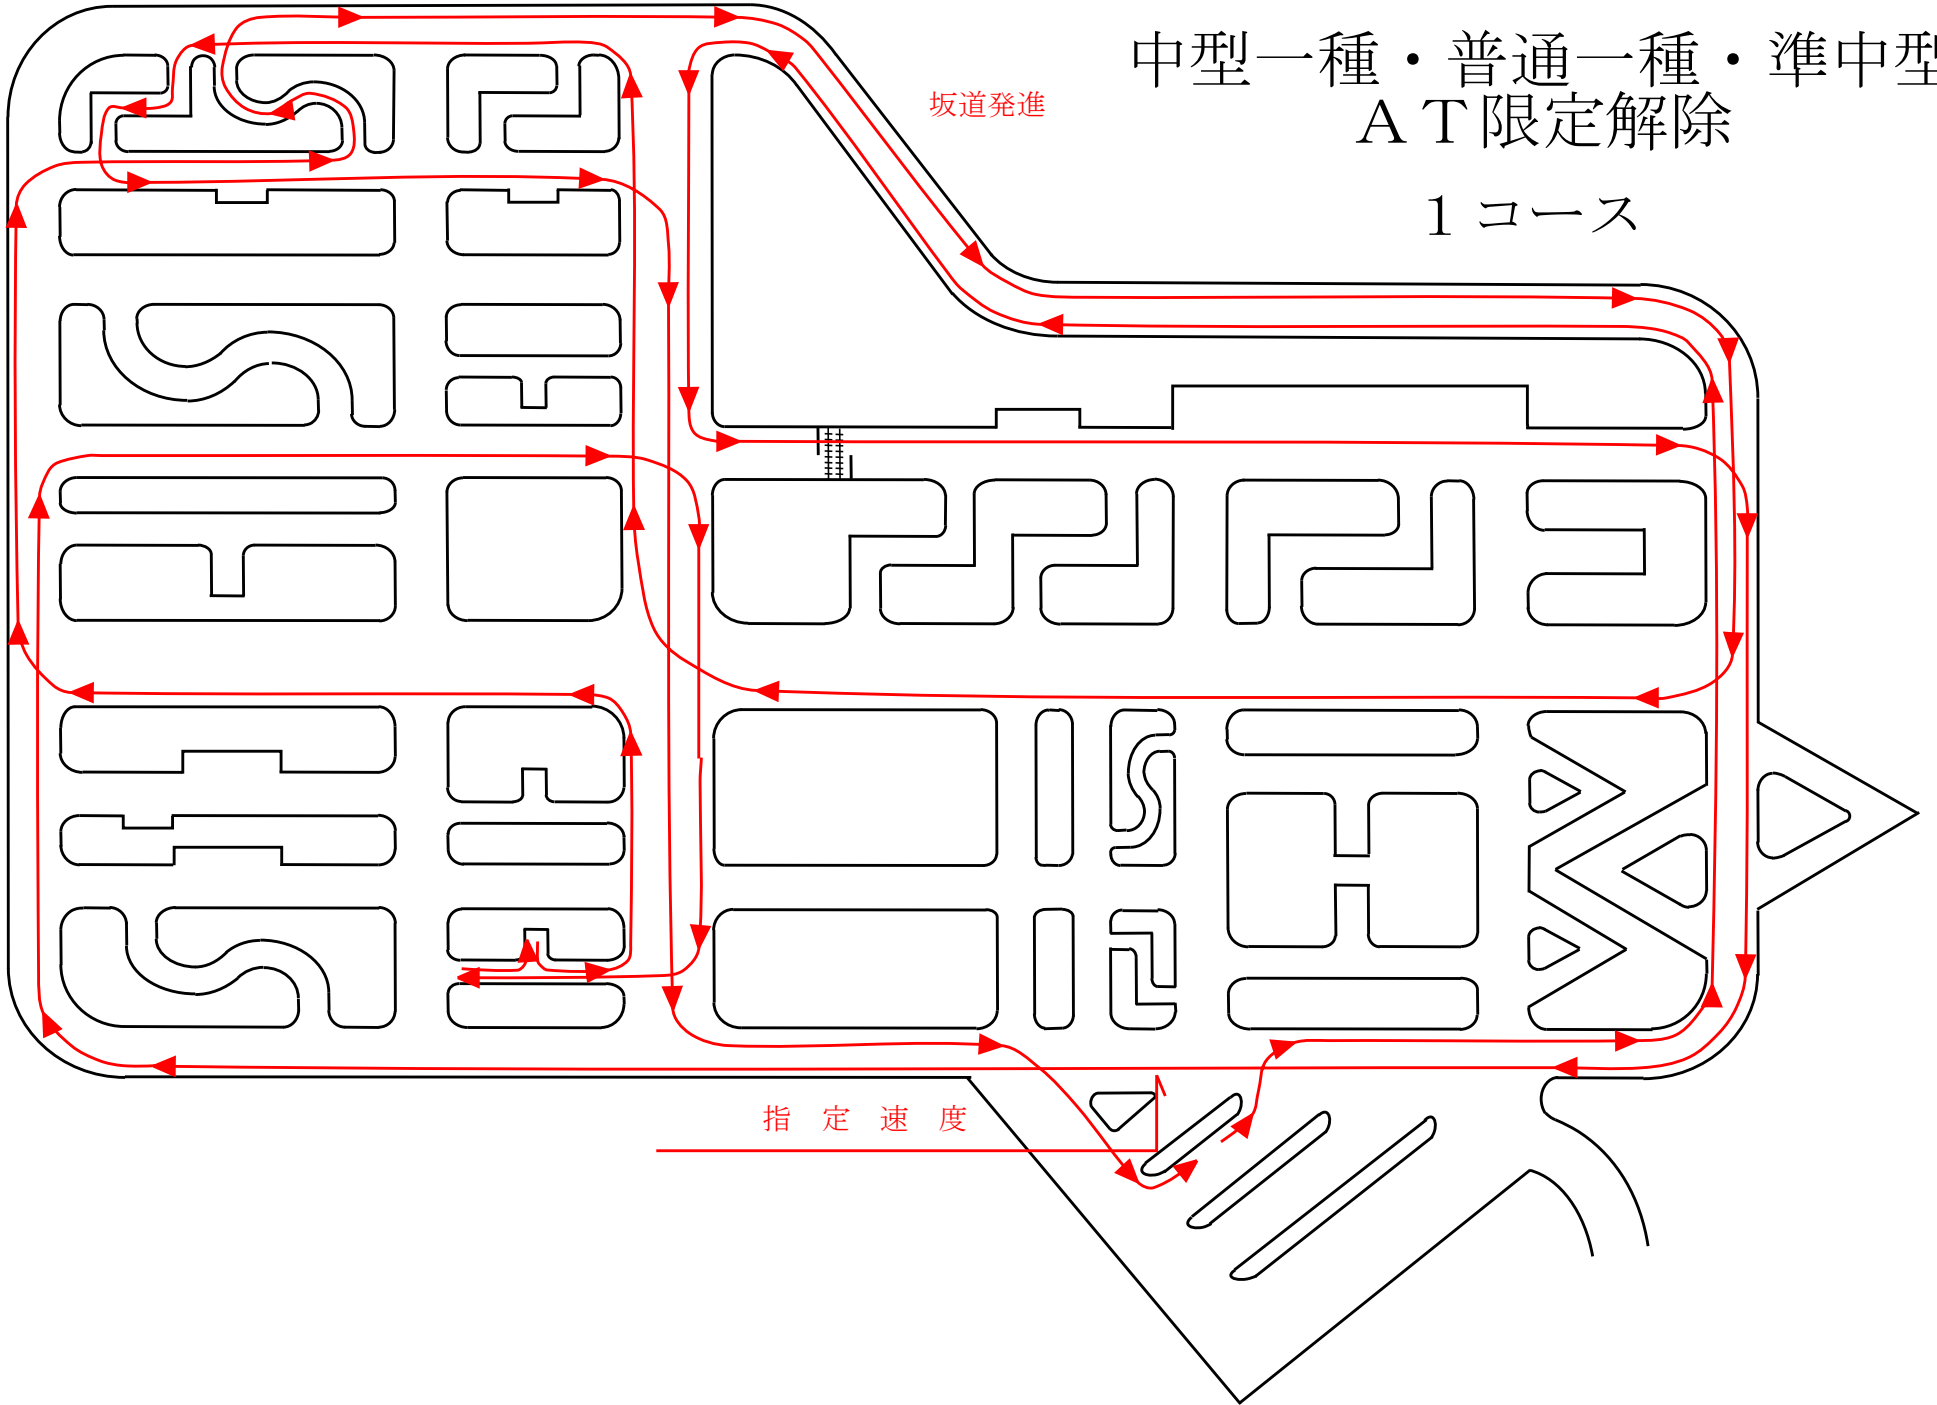 中型一種・普通一種・準中型
ＡＴ限定解除
1 コース
坂道発進
指 定 速 度